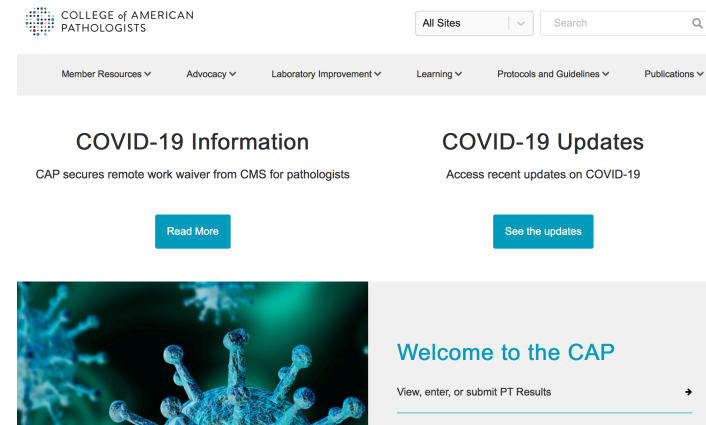 COLLEGE of AMERICAN
PATHOLOGISTS
All Sites
Search
Member Resources
Advocacy
Laboratory Improvement
Learning
Protocols and Guidelines
Publications
COVID-19 Information
CAP secures remote work waiver from CMS for pathologists
Read More
COVID-19 Updates
Access recent updates on COVID-19
See the updates
Welcome to the CAP
View, enter, or submit PT Results